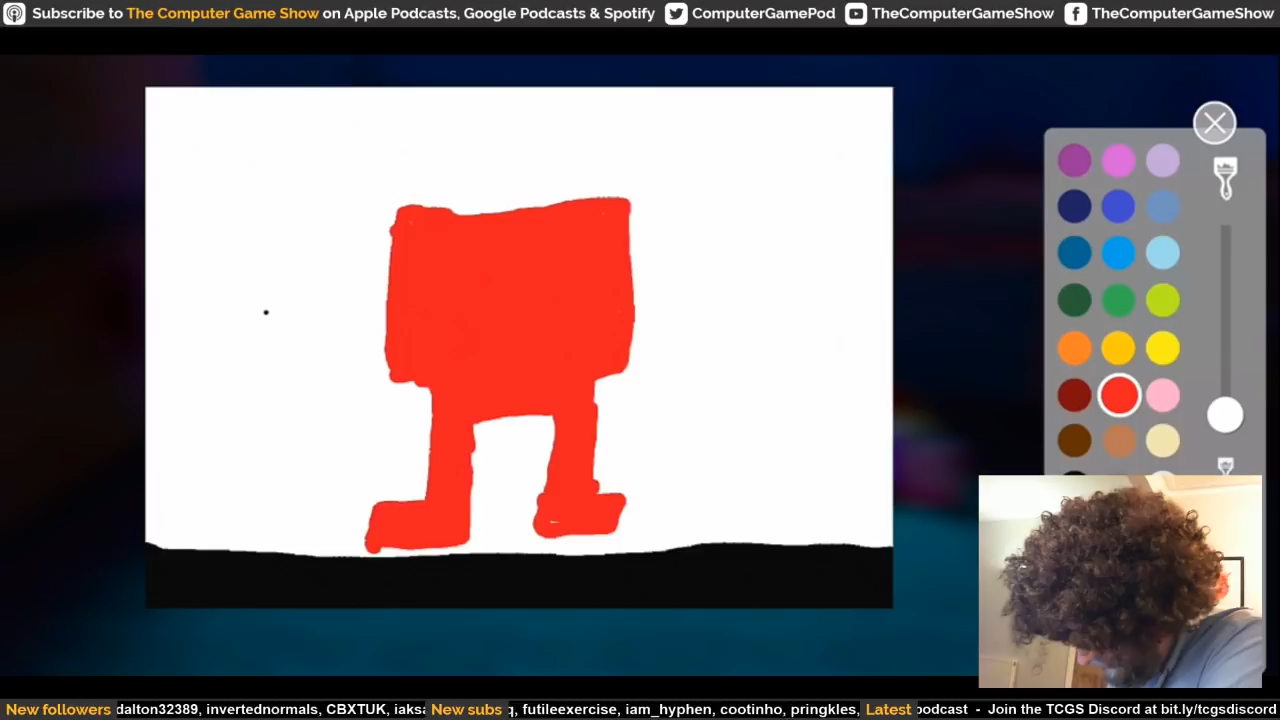 Subscribe to The Computer Game Show on Apple Podcasts, Google Podcasts & Spotify ComputerGamePod TheComputerGameShow TheComputerGameShow
New followers dalton32389, invertednormals, CBXTUK, iaksa New subs q, futileexercise, iam_hyphen, cootinho, pringkles, Latest podcast - Join the TCGS Discord at bit.ly/tcgsdiscord